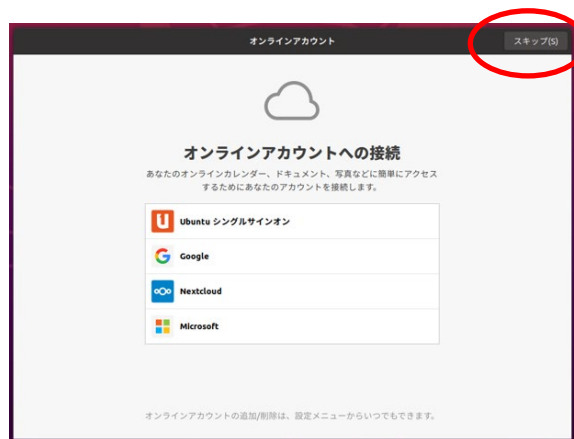 オンラインアカウント
スキップ(S)
オンラインアカウントへの接続
あなたのオンラインカレンダー、ドキュメント、写真などに簡単にアクセス
するためにあなたのアカウントを接続します。
Ubuntu シングルサインオン
Google
Nextcloud
Microsoft
オンラインアカウントの追加/削除は、設定メニューからいつでもできます。